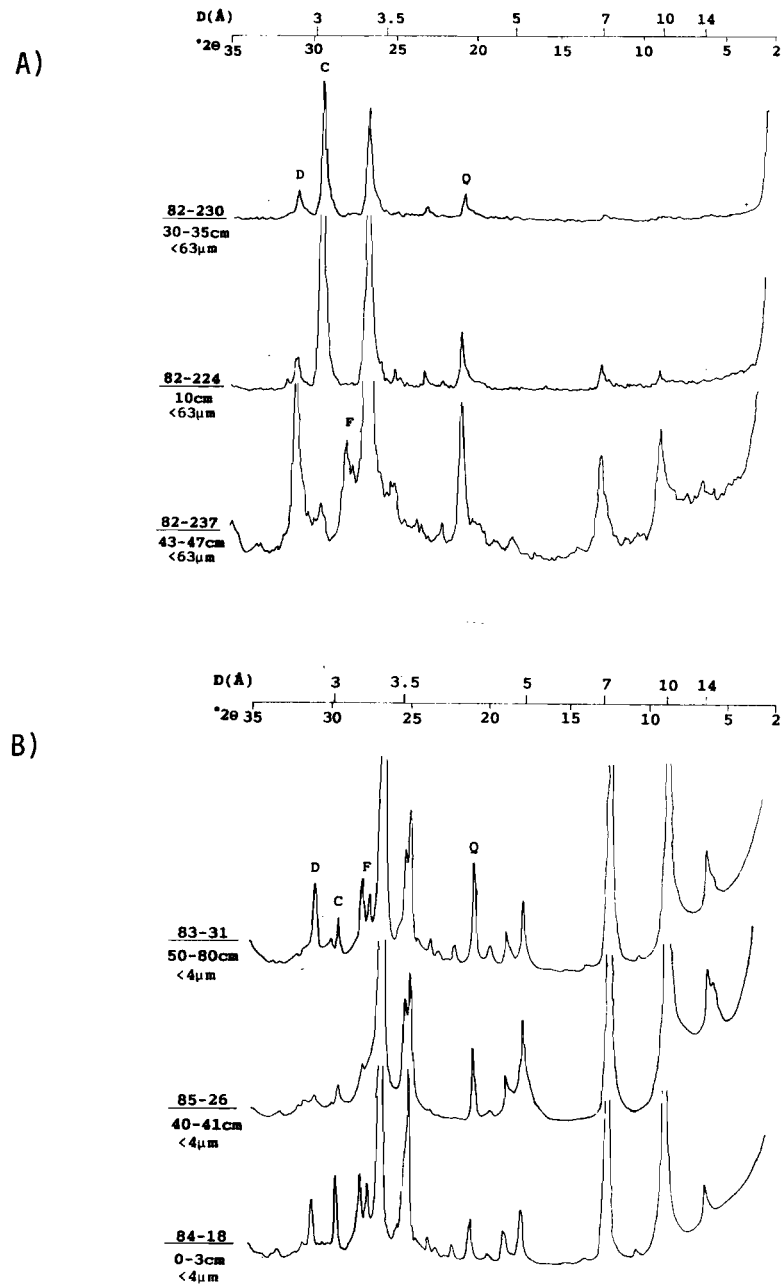 A)
D(Å) 3 3.5 5 7 10 14
°2θ 35 30 25 20 15 10 5 2
C
D
Q
82-230
30-35cm
<63µm
82-224
10cm
<63µm
F
82-237
43-47cm
<63µm
B)
D(Å) 3 3.5 5 7 10 14
°2θ 35 30 25 20 15 10 5 2
D C F Q
83-31
50-80cm
<4µm
85-26
40-41cm
<4µm
84-18
0-3cm
<4µm